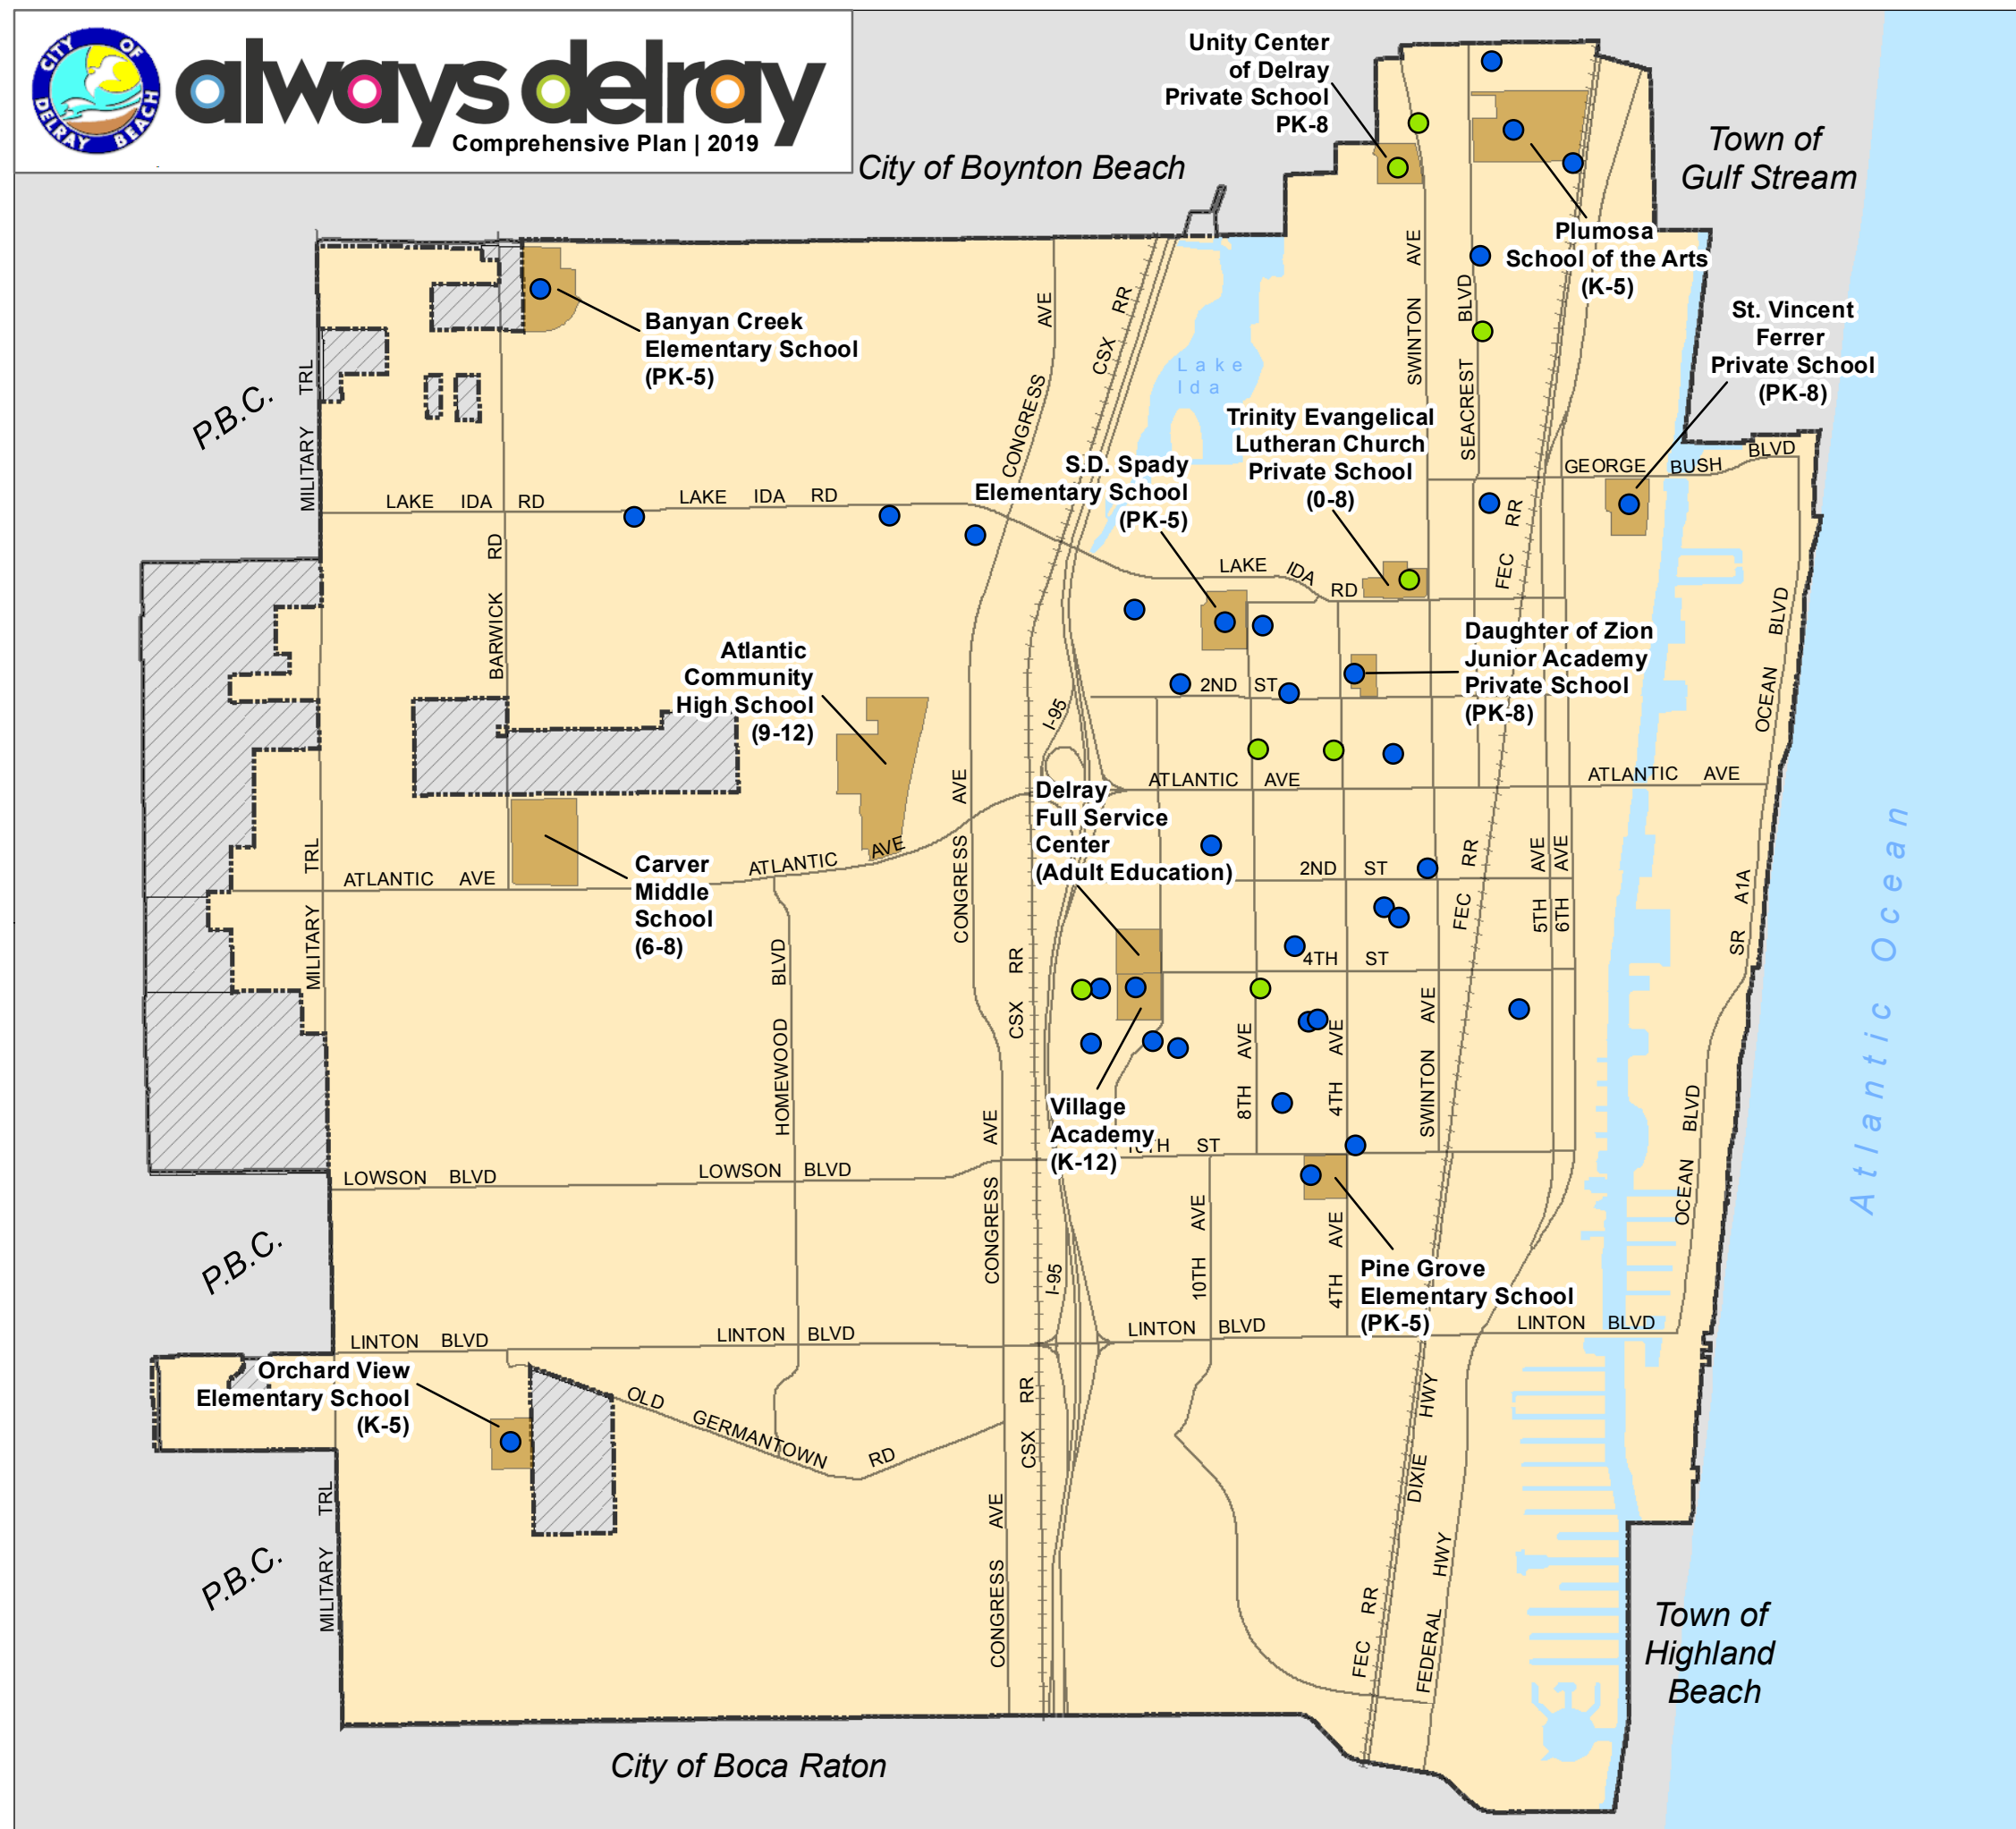 CITY OF
DELRAY BEACH
always delray
Comprehensive Plan | 2019
City of Boynton Beach
Unity Center
of Delray
Private School
PK-8
Town of
Gulf Stream
Plumosa
School of the Arts
(K-5)
St. Vincent
Ferrer
Private School
(PK-8)
Banyan Creek
Elementary School
(PK-5)
Lake
Ida
Trinity Evangelical
Lutheran Church
Private School
(0-8)
S.D. Spady
Elementary School
(PK-5)
Daughter of Zion
Junior Academy
Private School
(PK-8)
Atlantic
Community
High School
(9-12)
Delray
Full Service
Center
(Adult Education)
Carver
Middle
School
(6-8)
Village
Academy
(K-12)
Pine Grove
Elementary School
(PK-5)
Orchard View
Elementary School
(K-5)
P.B.C.
P.B.C.
P.B.C.
City of Boca Raton
Town of
Highland
Beach
Atlantic Ocean
MILITARY TRL
MILITARY TRL
MILITARY TRL
BARWICK RD
LAKE IDA RD
LAKE IDA RD
LAKE IDA RD
CONGRESS AVE
CONGRESS AVE
CONGRESS AVE
CONGRESS AVE
CSX RR
CSX RR
CSX RR
I-95
I-95
SWINTON AVE
SEACREST BLVD
GEORGE BUSH BLVD
FEC RR
FEC RR
FEC RR
2ND ST
ATLANTIC AVE
ATLANTIC AVE
ATLANTIC AVE
ATLANTIC AVE
2ND ST
4TH ST
5TH AVE
6TH AVE
OCEAN BLVD
SR A1A
OCEAN BLVD
HOMEWOOD BLVD
8TH AVE
4TH AVE
SWINTON AVE
ST
LOWSON BLVD
LOWSON BLVD
10TH AVE
4TH AVE
LINTON BLVD
LINTON BLVD
LINTON BLVD
LINTON BLVD
OLD GERMANTOWN RD
DIXIE HWY
FEDERAL HWY